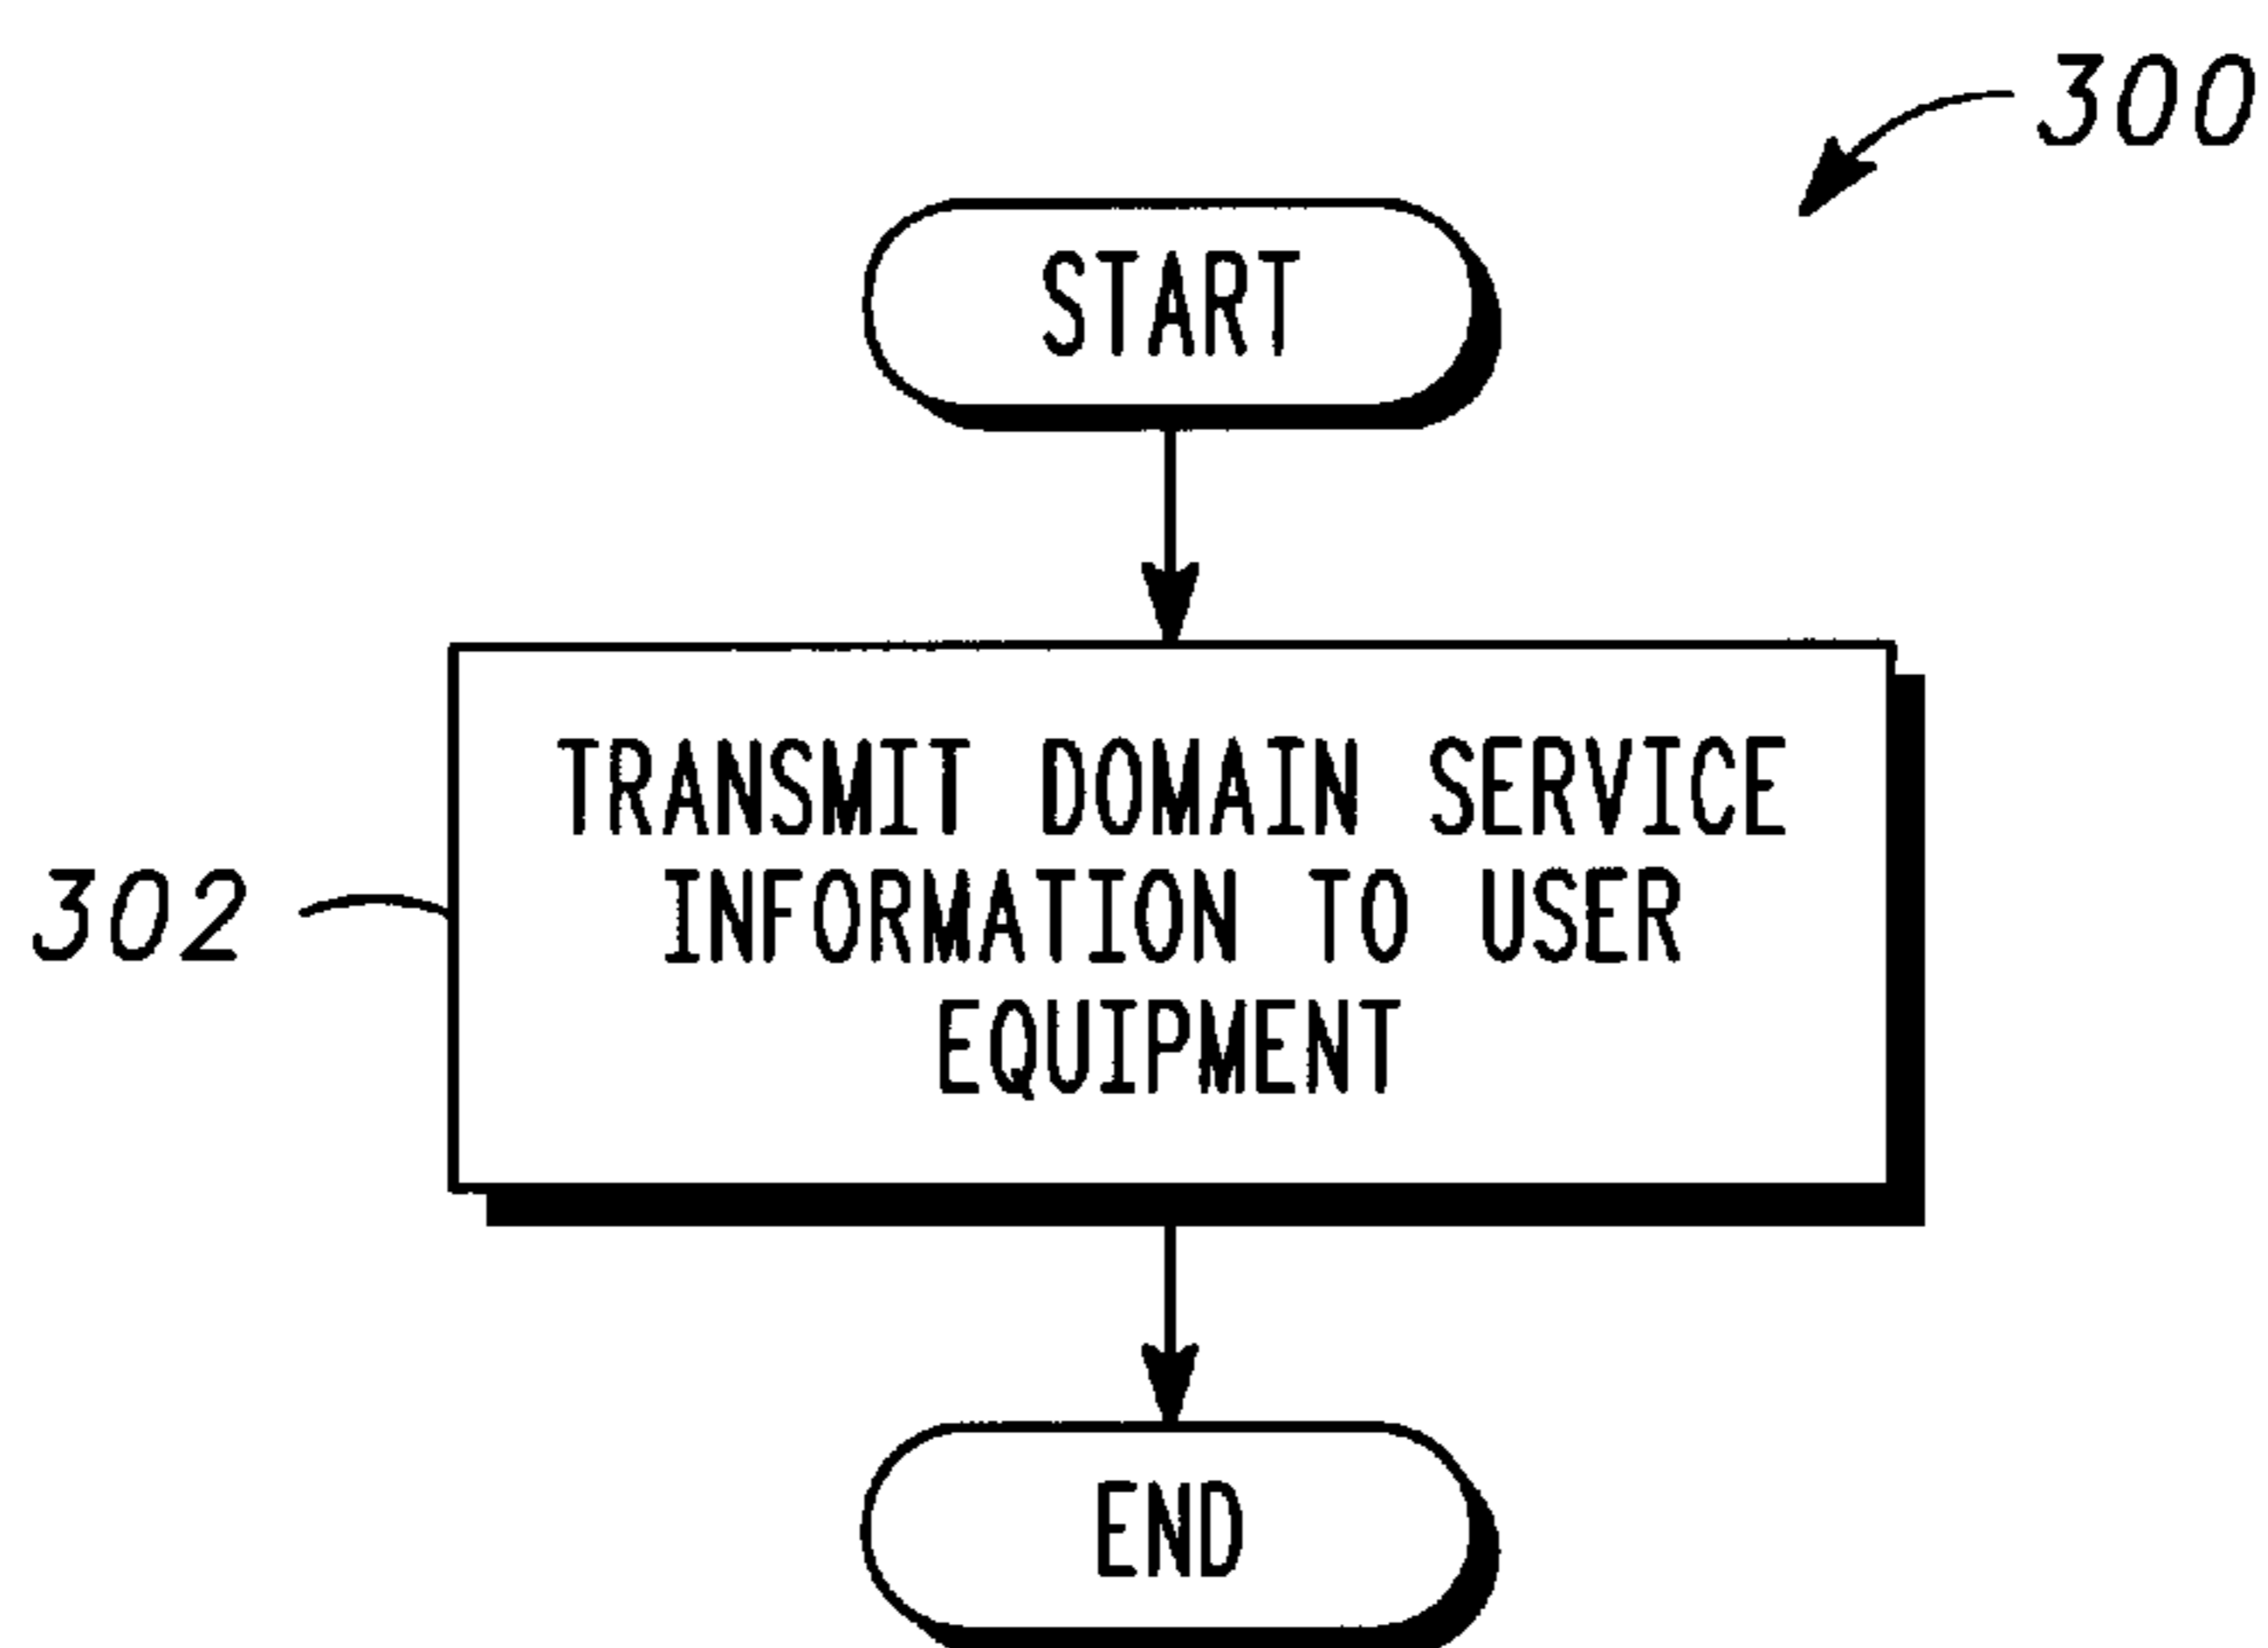 300
START
TRANSMIT DOMAIN SERVICE
INFORMATION TO USER
EQUIPMENT
302
END